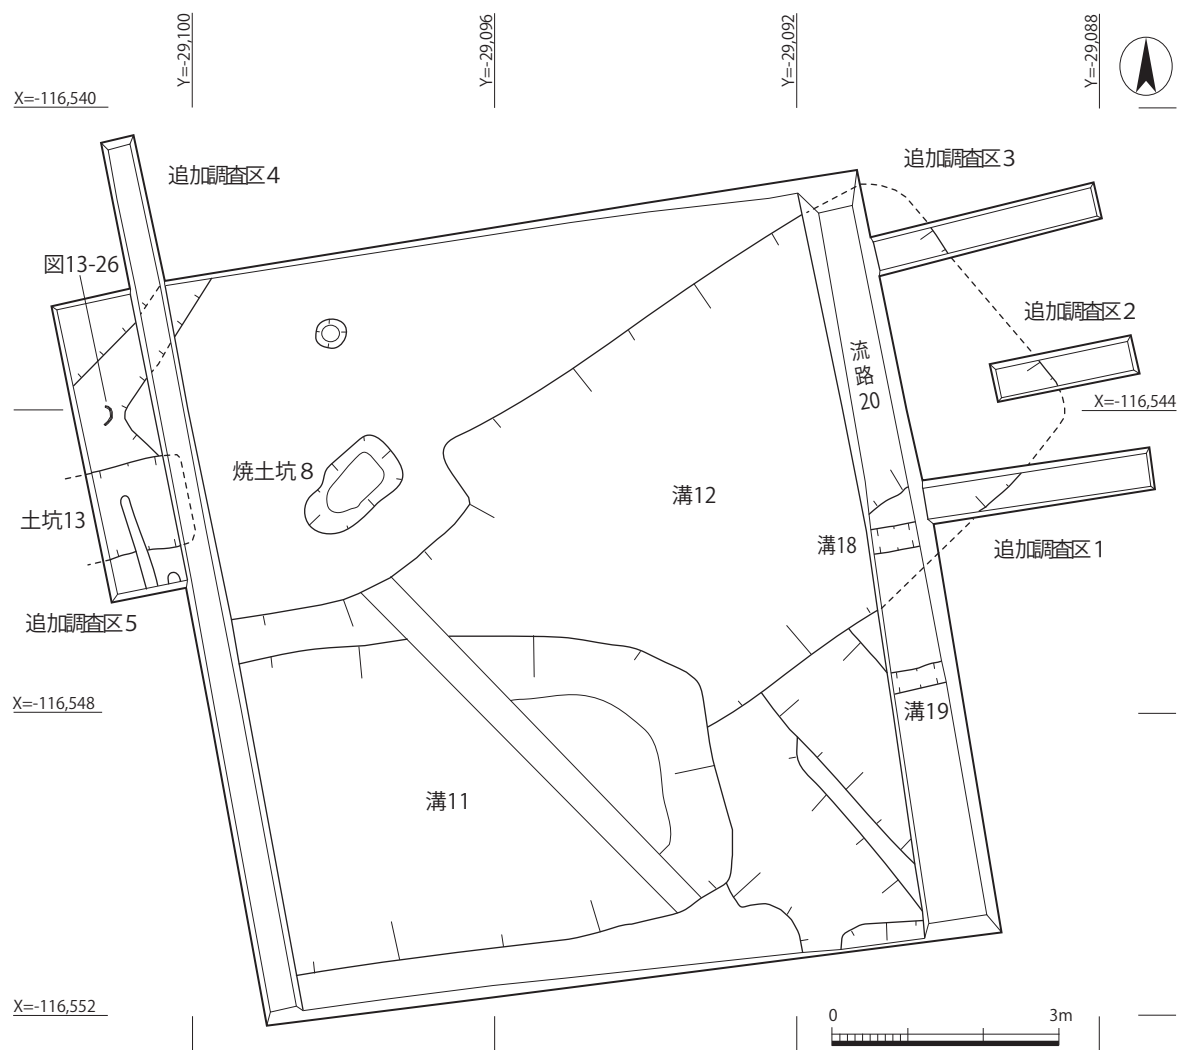 Y=-29,100
Y=-29,096
Y=-29,092
Y=-29,088
X=-116,540
追加調査区4
追加調査区3
図13-26
追加調査区2
流路20
X=-116,544
焼土坑8
溝12
土坑13
溝18
追加調査区1
追加調査区5
X=-116,548
溝19
溝11
X=-116,552
0
3m